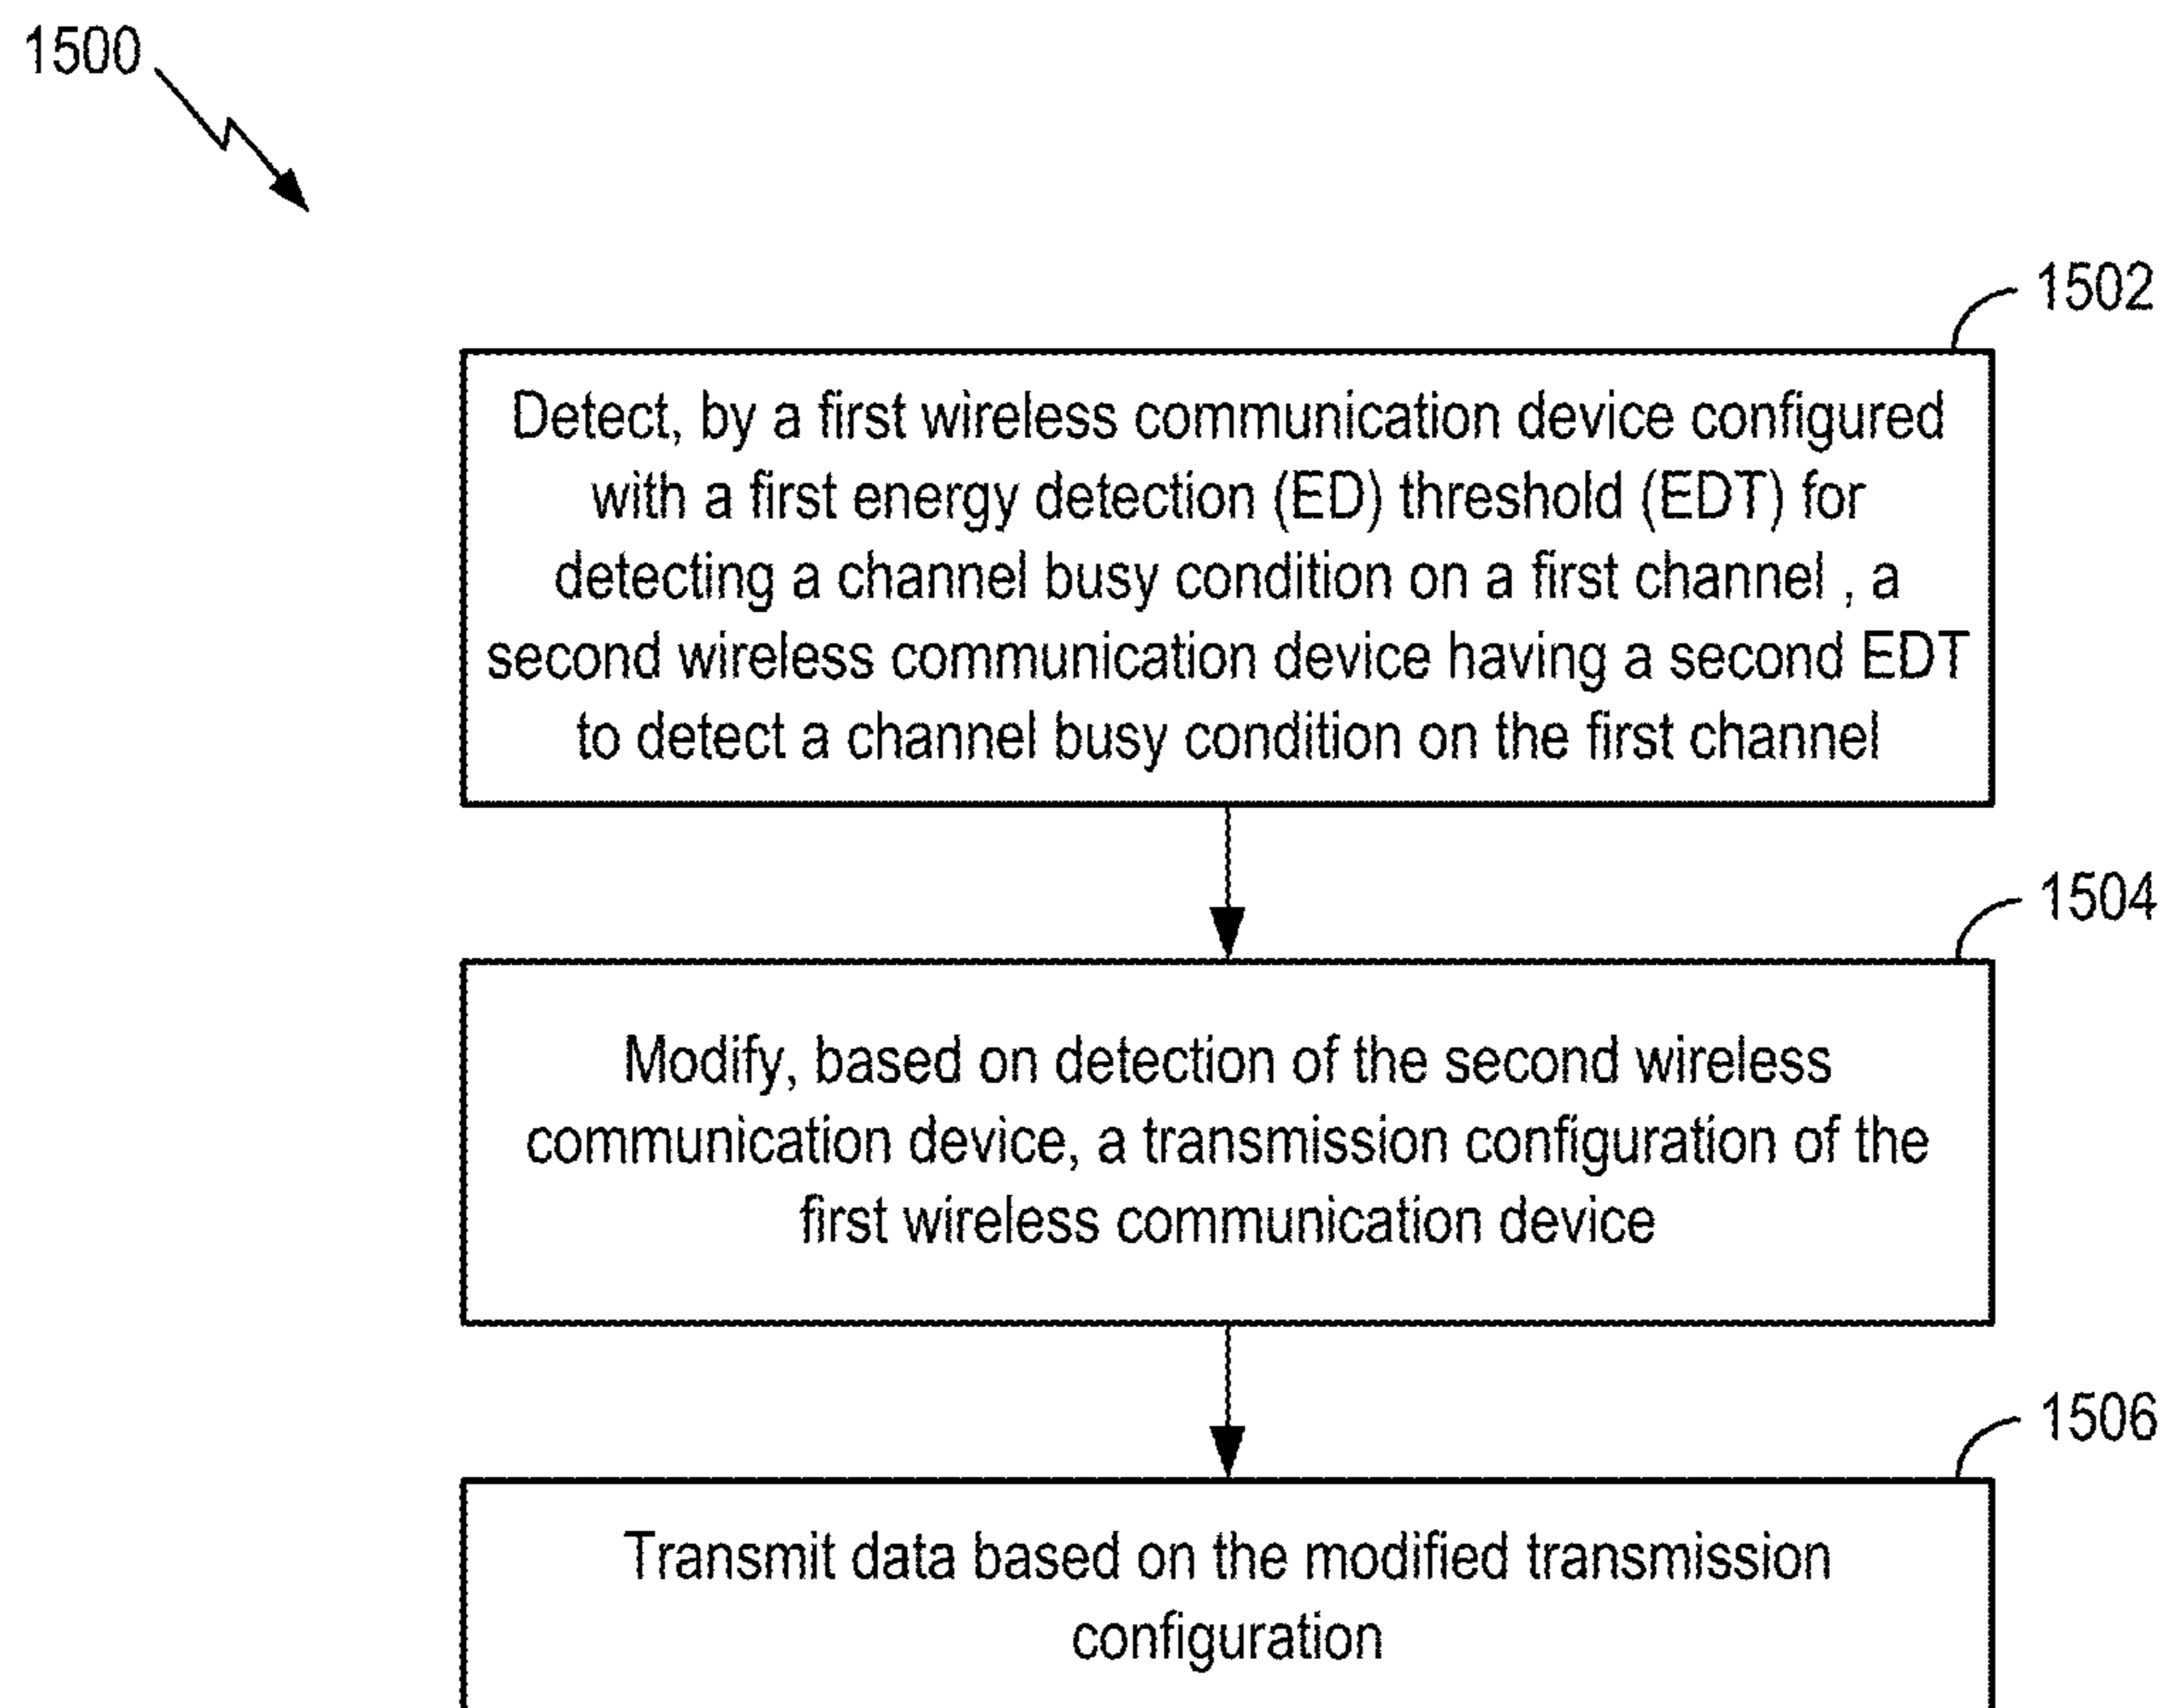 1500
1502
Detect, by a first wireless communication device configured
with a first energy detection (ED) threshold (EDT) for
detecting a channel busy condition on a first channel , a
second wireless communication device having a second EDT
to detect a channel busy condition on the first channel
1504
Modify, based on detection of the second wireless
communication device, a transmission configuration of the
first wireless communication device
1506
Transmit data based on the modified transmission
configuration